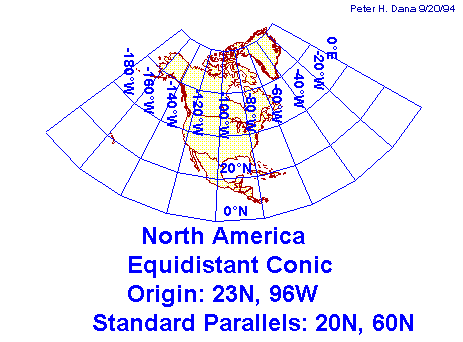 Peter H. Dana 9/20/94
0°E
-20°W
-40°W
-60°W
-80°W
-100°W
-120°W
-140°W
-160°W
-180°W
20°N
0°N
North America
Equidistant Conic
Origin: 23N, 96W
Standard Parallels: 20N, 60N